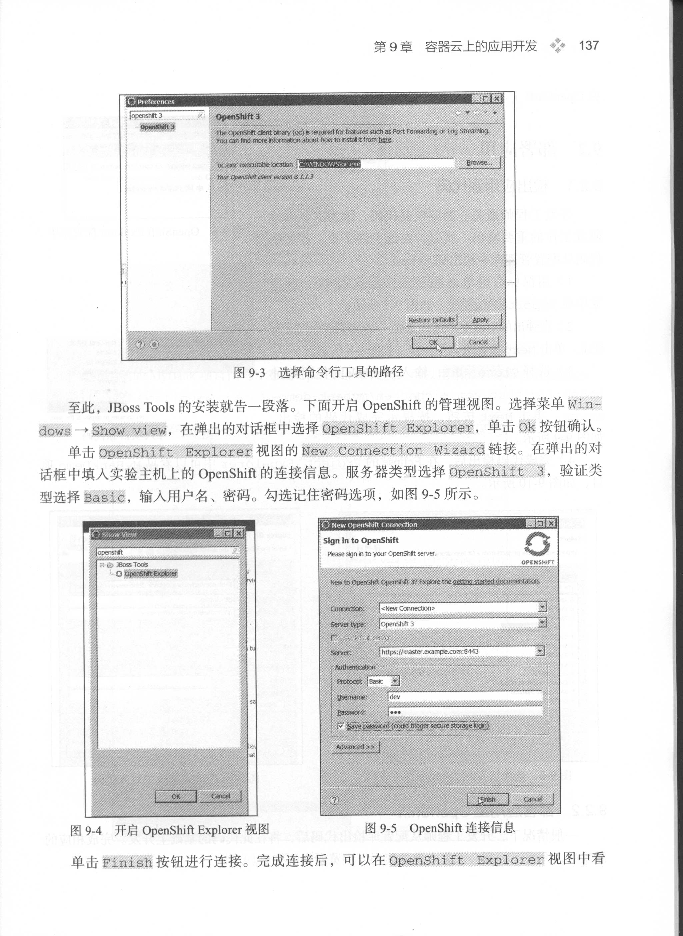 第9章 容器云上的应用开发 137
Preferences
openshift 3
OpenShift 3
OpenShift 3
The OpenShift client binary (oc) is required for features such as Port Forwarding or Log Streaming.
You can find more information about how to install it from here.
'oc.exe' executable location C:\WINDOWS\oc.exe Browse...
Your OpenShift client version is 1.1.3
Restore Defaults Apply
OK Cancel
图 9-3 选择命令行工具的路径
至此，JBoss Tools 的安装就告一段落。下面开启 OpenShift 的管理视图。选择菜单 Win-
dows → Show view，在弹出的对话框中选择 OpenShift Explorer，单击 Ok 按钮确认。
单击 OpenShift Explorer 视图的 New Connection Wizard 链接。在弹出的对
话框中填入实验主机上的 OpenShift 的连接信息。服务器类型选择 OpenShift 3，验证类
型选择 Basic，输入用户名、密码。勾选记住密码选项，如图 9-5 所示。
Show View
openshift
JBoss Tools
OpenShift Explorer
OK Cancel
New OpenShift Connection
Sign in to OpenShift
Please sign in to your OpenShift server.
OPENSHIFT
New to OpenShift OpenShift 3? Explore the getting started documentation.
Connection: <New Connection>
Server type: OpenShift 3
Server: https://master.example.com:8443
Authentication
Protocol: Basic
Username: dev
Password: •••
Save password (could trigger secure storage login)
Advanced >>
Finish Cancel
图 9-4 开启 OpenShift Explorer 视图
图 9-5 OpenShift 连接信息
单击 Finish 按钮进行连接。完成连接后，可以在 OpenShift Explorer 视图中看